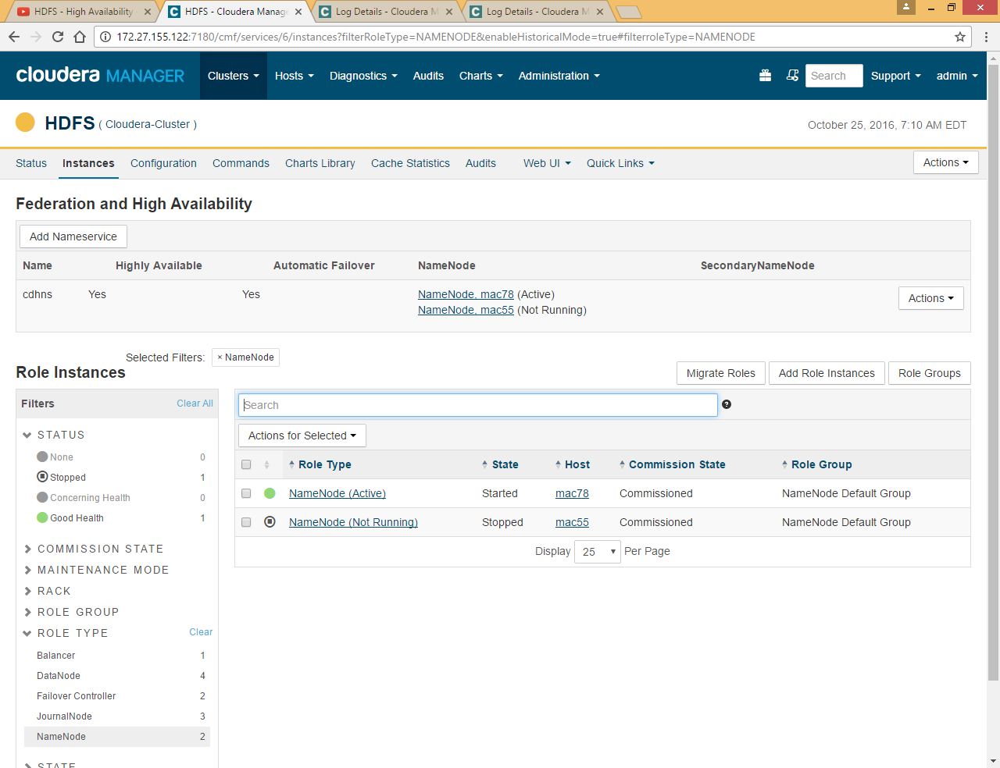 HDFS - High Availability
HDFS - Cloudera Manage
Log Details - Cloudera M
Log Details - Cloudera M
172.27.155.122:7180/cmf/services/6/instances?filterRoleType=NAMENODE&enableHistoricalMode=true#filterroleType=NAMENODE
cloudera MANAGER Clusters Hosts Diagnostics Audits Charts Administration Search Support admin
HDFS ( Cloudera-Cluster ) October 25, 2016, 7:10 AM EDT
Status Instances Configuration Commands Charts Library Cache Statistics Audits Web UI Quick Links Actions
Federation and High Availability
Add Nameservice
Name Highly Available Automatic Failover NameNode SecondaryNameNode
cdhns Yes Yes NameNode, mac78 (Active) Actions
NameNode, mac55 (Not Running)
Selected Filters: × NameNode
Role Instances Migrate Roles Add Role Instances Role Groups
Filters Clear All
STATUS
None 0
Stopped 1
Concerning Health 0
Good Health 1
COMMISSION STATE
MAINTENANCE MODE
RACK
ROLE GROUP
ROLE TYPE Clear
Balancer 1
DataNode 4
Failover Controller 2
JournalNode 3
NameNode 2
STATE
Search ?
Actions for Selected
Role Type State Host Commission State Role Group
NameNode (Active) Started mac78 Commissioned NameNode Default Group
NameNode (Not Running) Stopped mac55 Commissioned NameNode Default Group
Display 25 Per Page